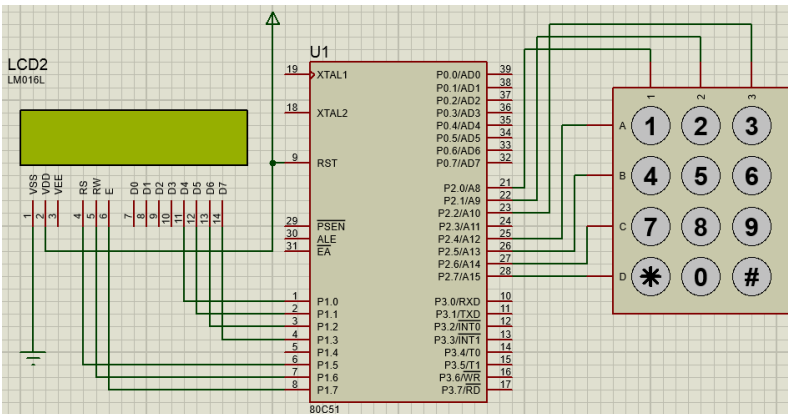 LCD2
LM016L
VSS
VDD
VEE
RS
RW
E
D0
D1
D2
D3
D4
D5
D6
D7
1
2
3
4
5
6
7
8
9
10
11
12
13
14
U1
19 XTAL1
18 XTAL2
9 RST
29 PSEN
30 ALE
31 EA
1 P1.0
2 P1.1
3 P1.2
4 P1.3
5 P1.4
6 P1.5
7 P1.6
8 P1.7
P0.0/AD0 39
P0.1/AD1 38
P0.2/AD2 37
P0.3/AD3 36
P0.4/AD4 35
P0.5/AD5 34
P0.6/AD6 33
P0.7/AD7 32
P2.0/A8 21
P2.1/A9 22
P2.2/A10 23
P2.3/A11 24
P2.4/A12 25
P2.5/A13 26
P2.6/A14 27
P2.7/A15 28
P3.0/RXD 10
P3.1/TXD 11
P3.2/INT0 12
P3.3/INT1 13
P3.4/T0 14
P3.5/T1 15
P3.6/WR 16
P3.7/RD 17
80C51
1 2 3
A 1 2 3
B 4 5 6
C 7 8 9
D * 0 #